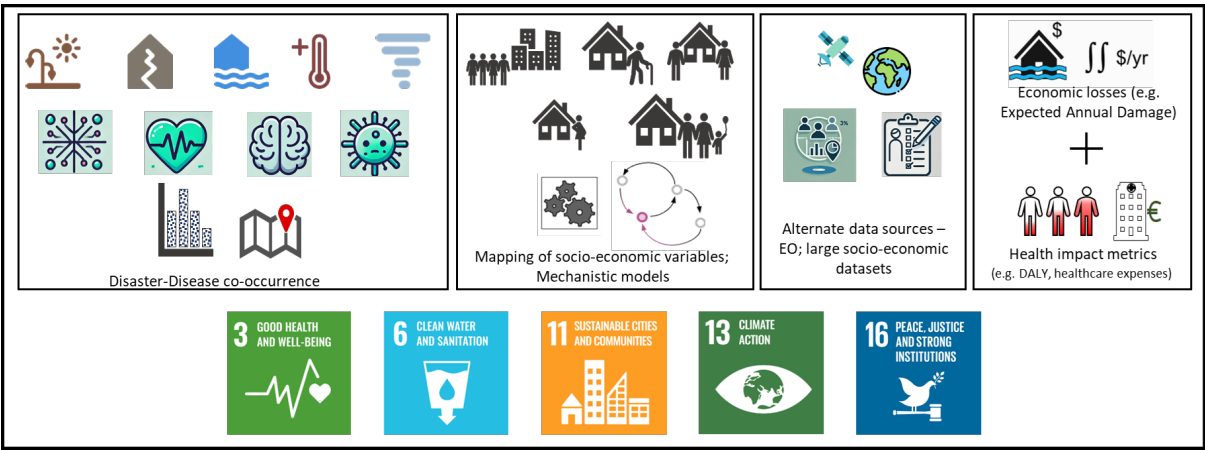 Disaster-Disease co-occurrence
Mapping of socio-economic variables;
Mechanistic models
3%
Alternate data sources –
EO; large socio-economic
datasets
$
∫∫ $/yr
Economic losses (e.g.
Expected Annual Damage)
+
€
Health impact metrics
(e.g. DALY, healthcare expenses)
3 GOOD HEALTH
AND WELL-BEING
6 CLEAN WATER
AND SANITATION
11 SUSTAINABLE CITIES
AND COMMUNITIES
13 CLIMATE
ACTION
16 PEACE, JUSTICE
AND STRONG
INSTITUTIONS